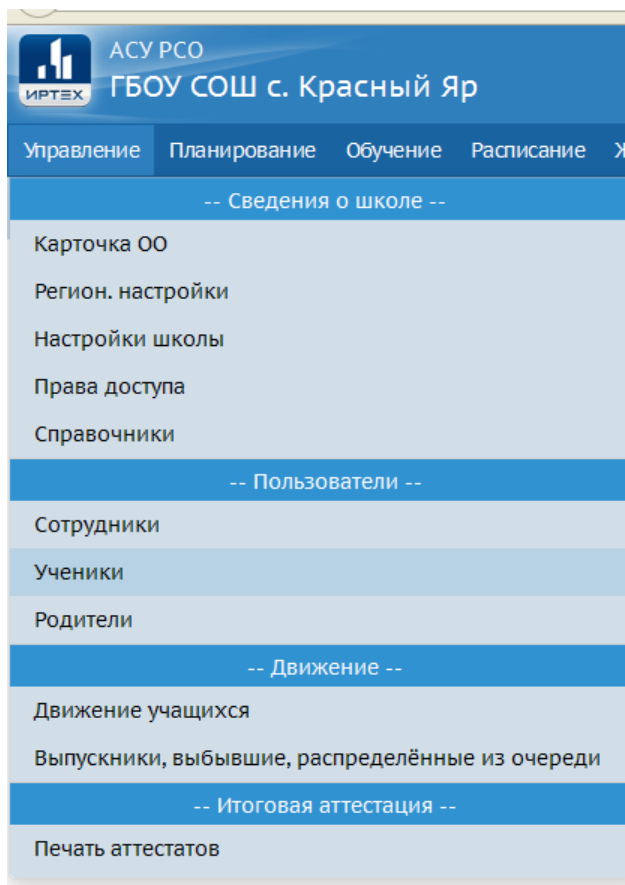 АСУ РСО
ИРТЕХ
ГБОУ СОШ с. Красный Яр
Управление Планирование Обучение Расписание
-- Сведения о школе --
Карточка ОО
Регион. настройки
Настройки школы
Права доступа
Справочники
-- Пользователи --
Сотрудники
Ученики
Родители
-- Движение --
Движение учащихся
Выпускники, выбывшие, распределённые из очереди
-- Итоговая аттестация --
Печать аттестатов